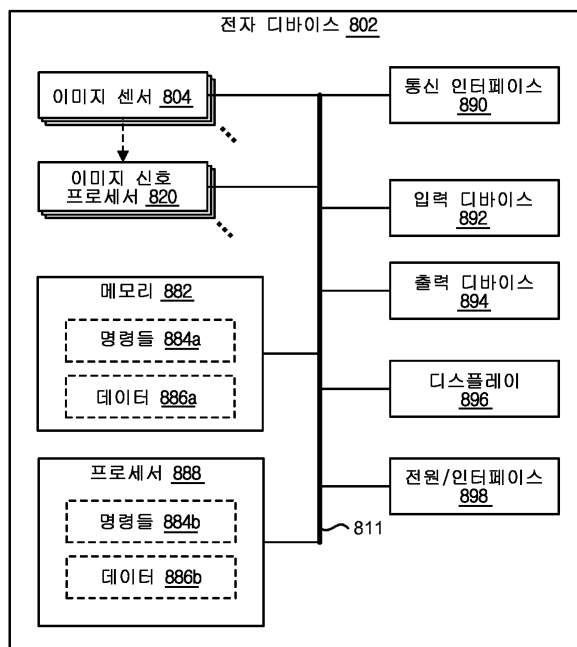 전자 디바이스 802
이미지 센서 804
이미지 신호
프로세서 820
메모리 882
명령들 884a
데이터 886a
프로세서 888
명령들 884b
데이터 886b
통신 인터페이스
890
입력 디바이스
892
출력 디바이스
894
디스플레이
896
전원/인터페이스
898
811